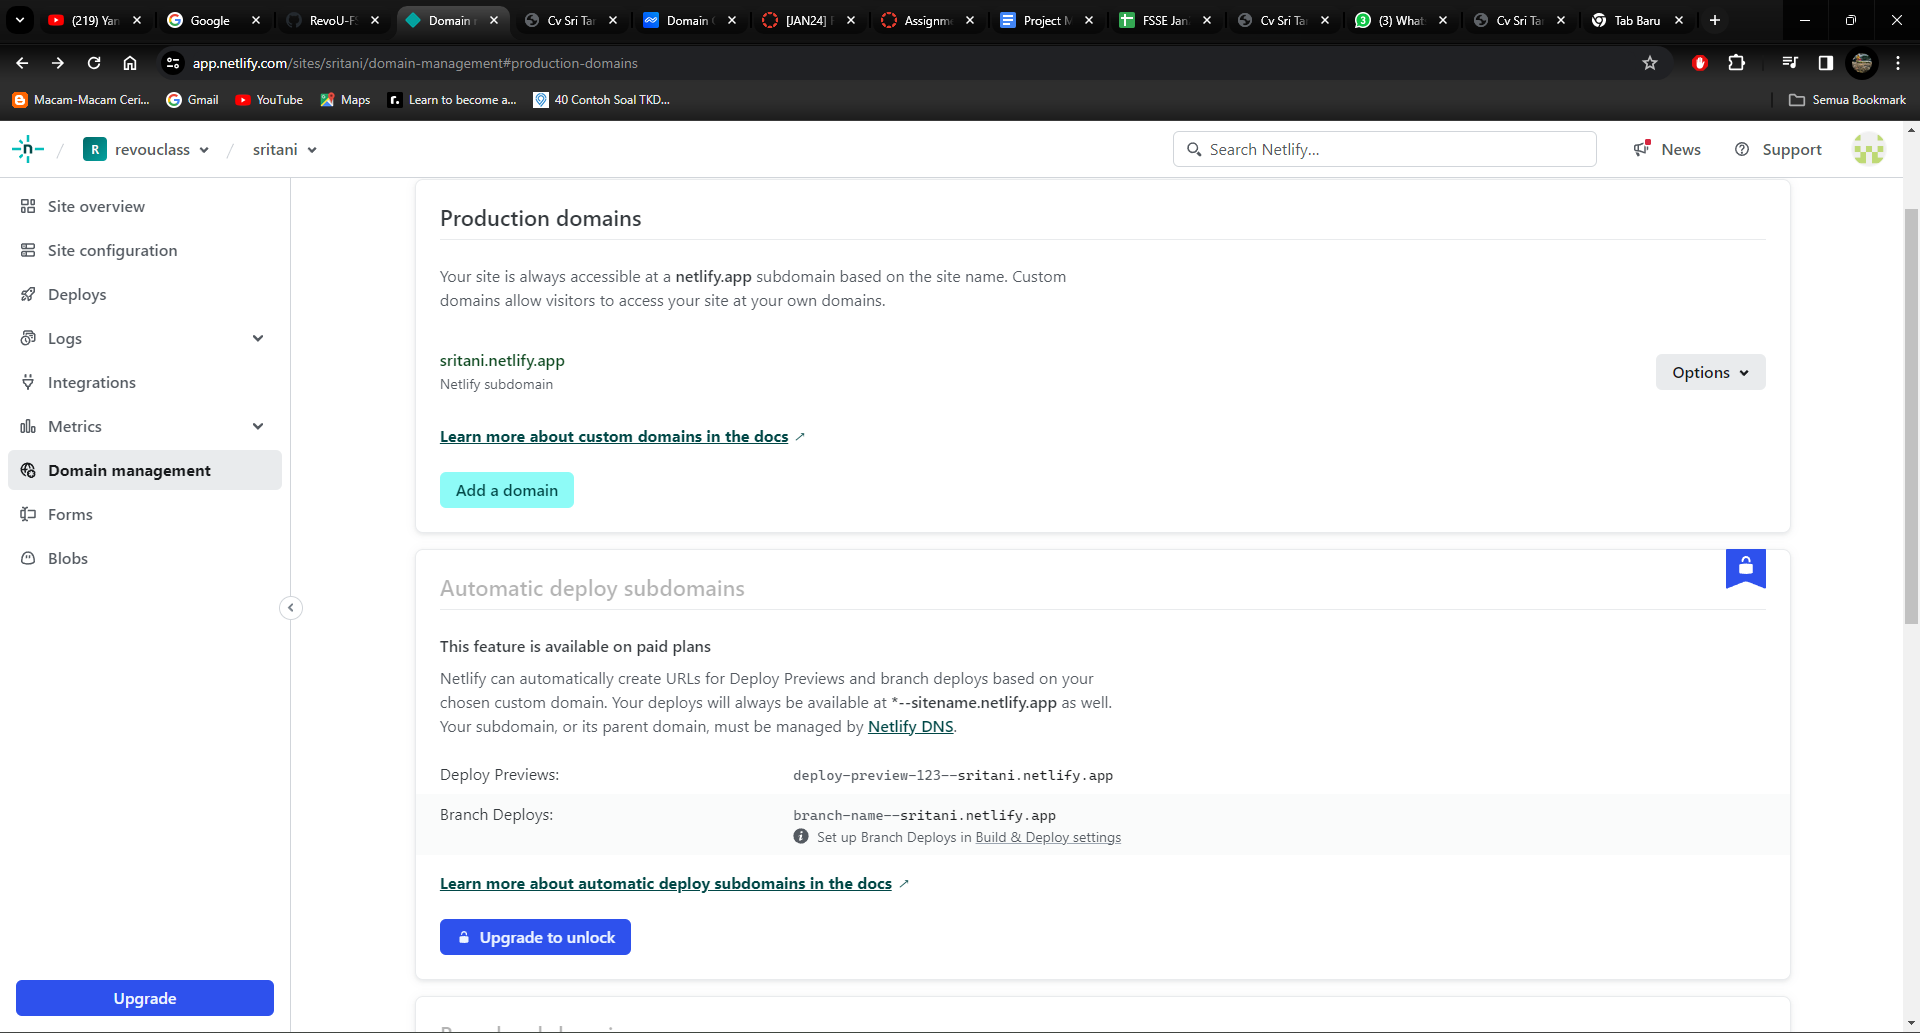 (219) Yan
Google
RevoU-FS
Domain m
Cv Sri Tan
Domain C
[JAN24] F
Assignme
Project M
FSSE Jan
Cv Sri Tan
3
(3) What
Cv Sri Tan
Tab Baru
app.netlify.com/sites/sritani/domain-management#production-domains
Macam-Macam Ceri...
Gmail
YouTube
Maps
r.
Learn to become a...
40 Contoh Soal TKD...
Semua Bookmark
n
/
R
revouclass
/
sritani
Search Netlify...
News
Support
Site overview
Site configuration
Deploys
Logs
Integrations
Metrics
Domain management
Forms
Blobs
Upgrade
Production domains
Your site is always accessible at a netlify.app subdomain based on the site name. Custom
domains allow visitors to access your site at your own domains.
sritani.netlify.app
Netlify subdomain
Options
Learn more about custom domains in the docs ↗
Add a domain
Automatic deploy subdomains
This feature is available on paid plans
Netlify can automatically create URLs for Deploy Previews and branch deploys based on your
chosen custom domain. Your deploys will always be available at *--sitename.netlify.app as well.
Your subdomain, or its parent domain, must be managed by Netlify DNS.
Deploy Previews:
deploy-preview-123--sritani.netlify.app
Branch Deploys:
branch-name--sritani.netlify.app
Set up Branch Deploys in Build & Deploy settings
Learn more about automatic deploy subdomains in the docs ↗
Upgrade to unlock